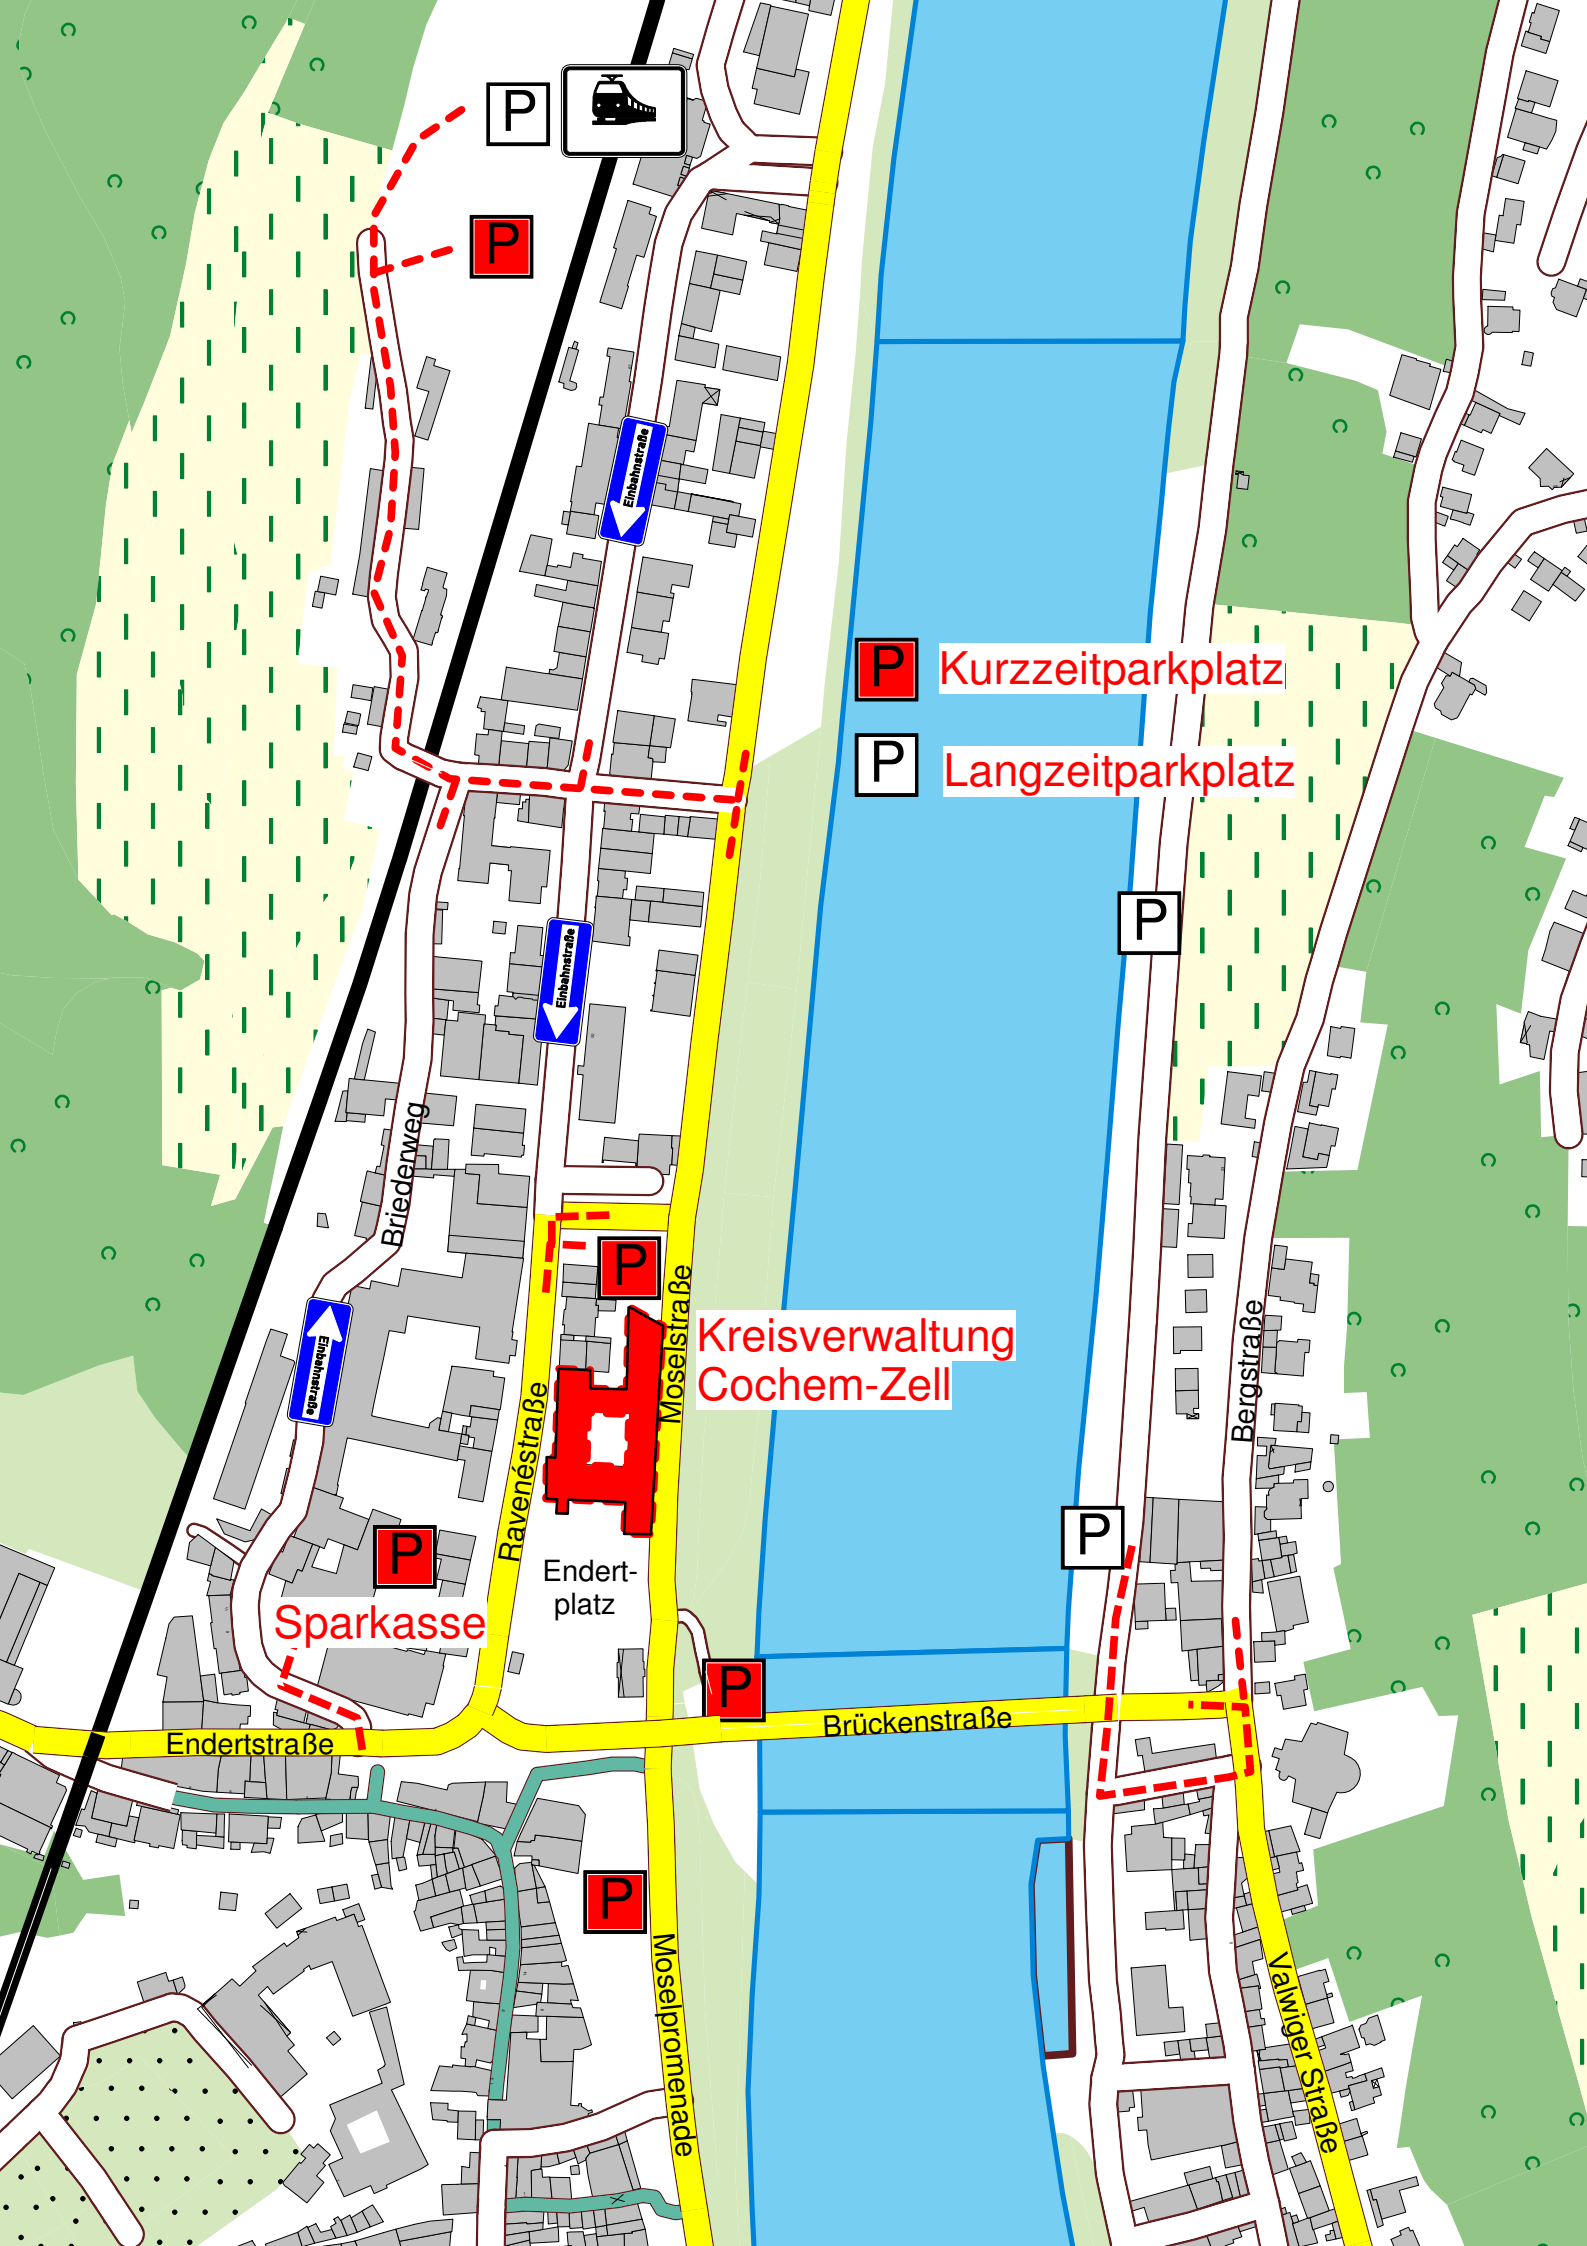 P
P
Einbahnstraße
P Kurzzeitparkplatz
P Langzeitparkplatz
P
Einbahnstraße
Briederweg
P
Moselstraße
Kreisverwaltung
Cochem-Zell
Einbahnstraße
Bergstraße
Ravenéstraße
P
P
Endert-
platz
Sparkasse
P
Brückenstraße
Endertstraße
P
Moselpromenade
Valwiger Straße